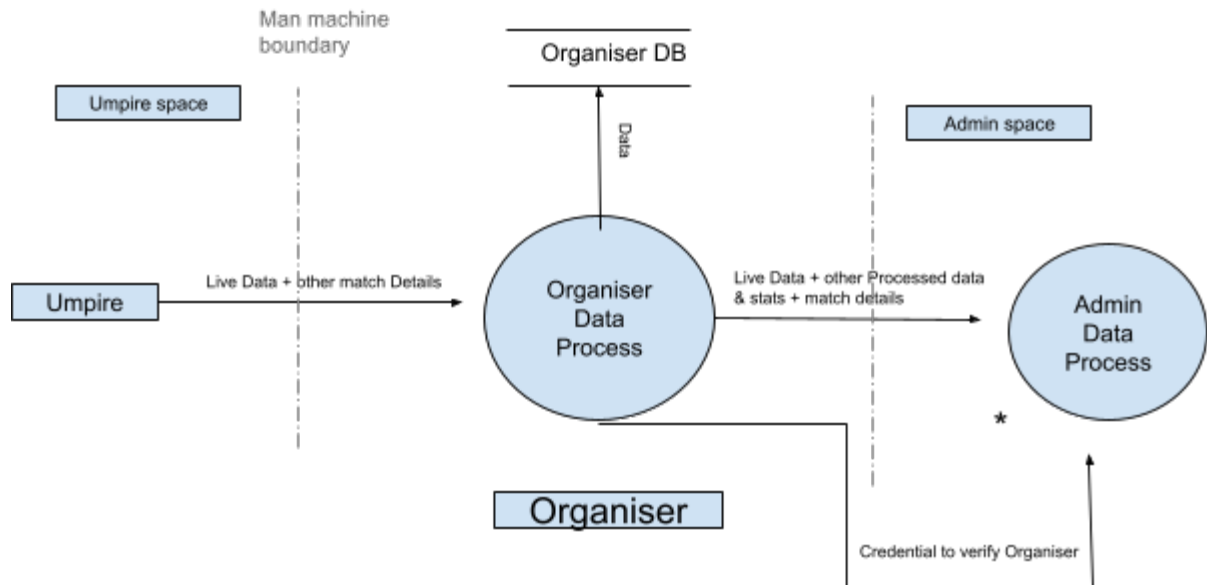 Man machine
boundary
Organiser DB
Umpire space
Admin space
Data
Live Data + other match Details
Umpire
Organiser
Data
Process
Live Data + other Processed data
& stats + match details
Admin
Data
Process
*
Organiser
Credential to verify Organiser